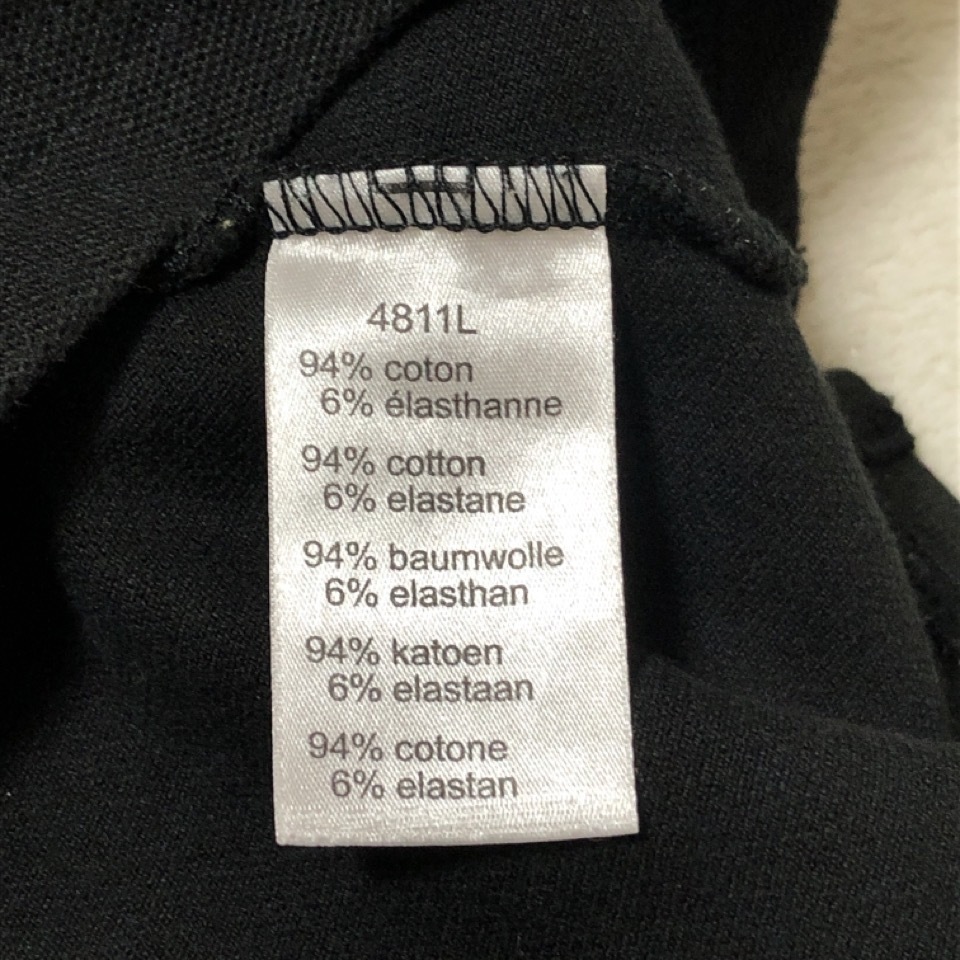 4811L
94% coton
6% élasthanne
94% cotton
6% elastane
94% baumwolle
6% elasthan
94% katoen
6% elastaan
94% cotone
6% elastan